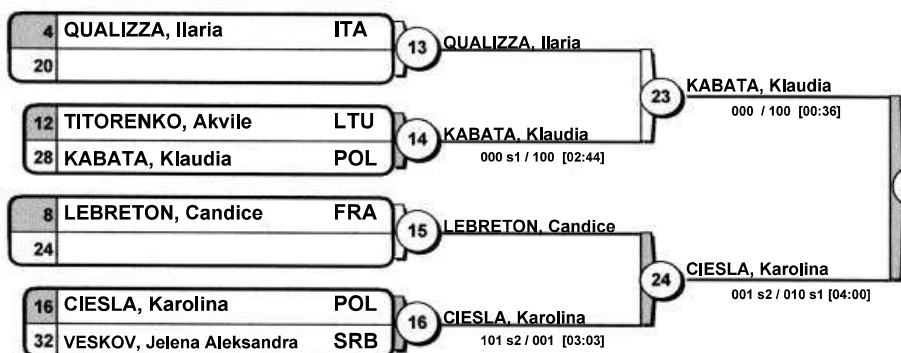 4 QUALIZZA, Ilaria ITA
20
13 QUALIZZA, Ilaria
12 TITORENKO, Akvile LTU
28 KABATA, Klaudia POL
14 KABATA, Klaudia
000 s1 / 100 [02:44]
23 KABATA, Klaudia
000 / 100 [00:36]
8 LEBRETON, Candice FRA
24
15 LEBRETON, Candice
16 CIESLA, Karolina POL
32 VESKOV, Jelena Aleksandra SRB
16 CIESLA, Karolina
101 s2 / 001 [03:03]
24 CIESLA, Karolina
001 s2 / 010 s1 [04:00]